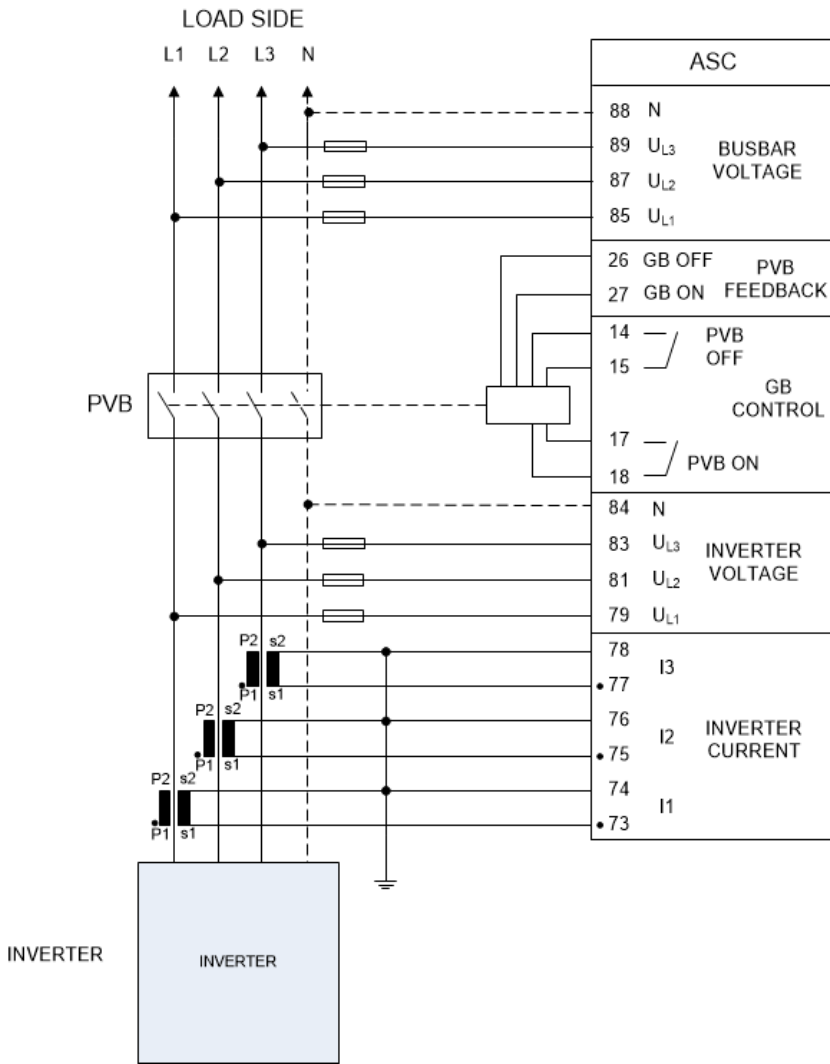 LOAD SIDE
L1 L2 L3 N
ASC
88 N
89 UL3
87 UL2
85 UL1
BUSBAR
VOLTAGE
26 GB OFF
27 GB ON
PVB
FEEDBACK
14
15
PVB
OFF
GB
CONTROL
17
18
PVB ON
PVB
84 N
83 UL3
81 UL2
79 UL1
INVERTER
VOLTAGE
78
77
I3
76
75
I2
74
73
I1
INVERTER
CURRENT
P2 s2
P1 s1
P2 s2
P1 s1
P2 s2
P1 s1
INVERTER
INVERTER